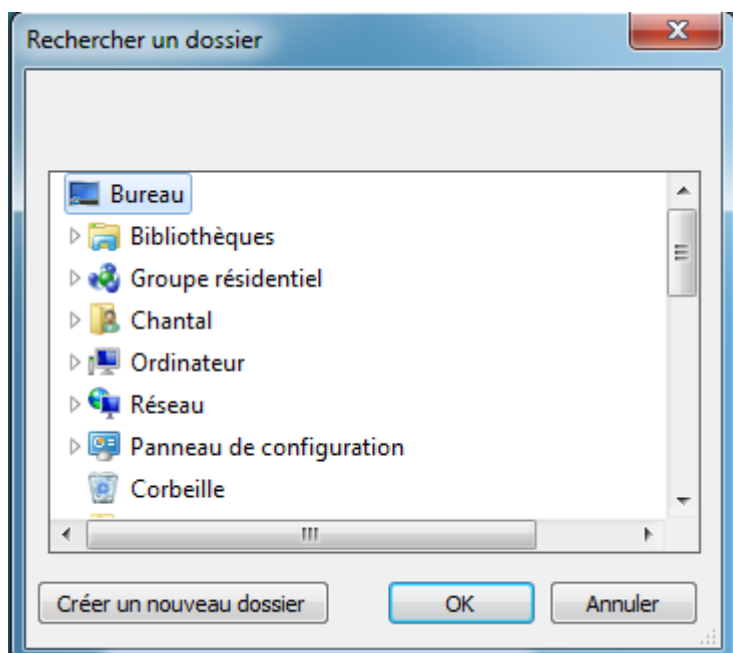 Rechercher un dossier
Bureau
Bibliothèques
Groupe résidentiel
Chantal
Ordinateur
Réseau
Panneau de configuration
Corbeille
Créer un nouveau dossier OK Annuler